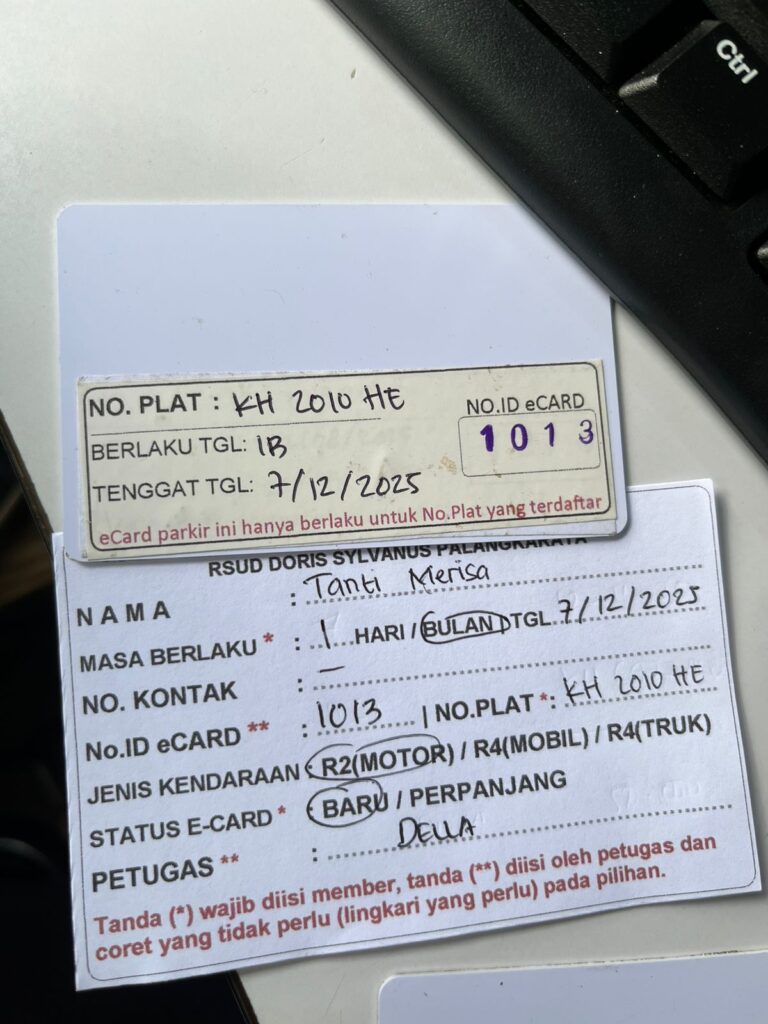 Ctrl
NO. PLAT : KH 2010 HE
NO.ID eCARD
1013
BERLAKU TGL: 1B
TENGGAT TGL: 7/12/2025
eCard parkir ini hanya berlaku untuk No.Plat yang terdaftar
RSUD DORIS SYLVANUS PALANGKARAYA
NAMA : Tanti Merisa
MASA BERLAKU * : 1 HARI / BULAN TGL 7/12/2025
NO. KONTAK : —
No.ID eCARD ** : 1013 | NO.PLAT *: KH 2010 HE
JENIS KENDARAAN : R2(MOTOR) / R4(MOBIL) / R4(TRUK)
STATUS E-CARD * : BARU / PERPANJANG
PETUGAS ** : DELLA
Tanda (*) wajib diisi member, tanda (**) diisi oleh petugas dan
coret yang tidak perlu (lingkari yang perlu) pada pilihan.